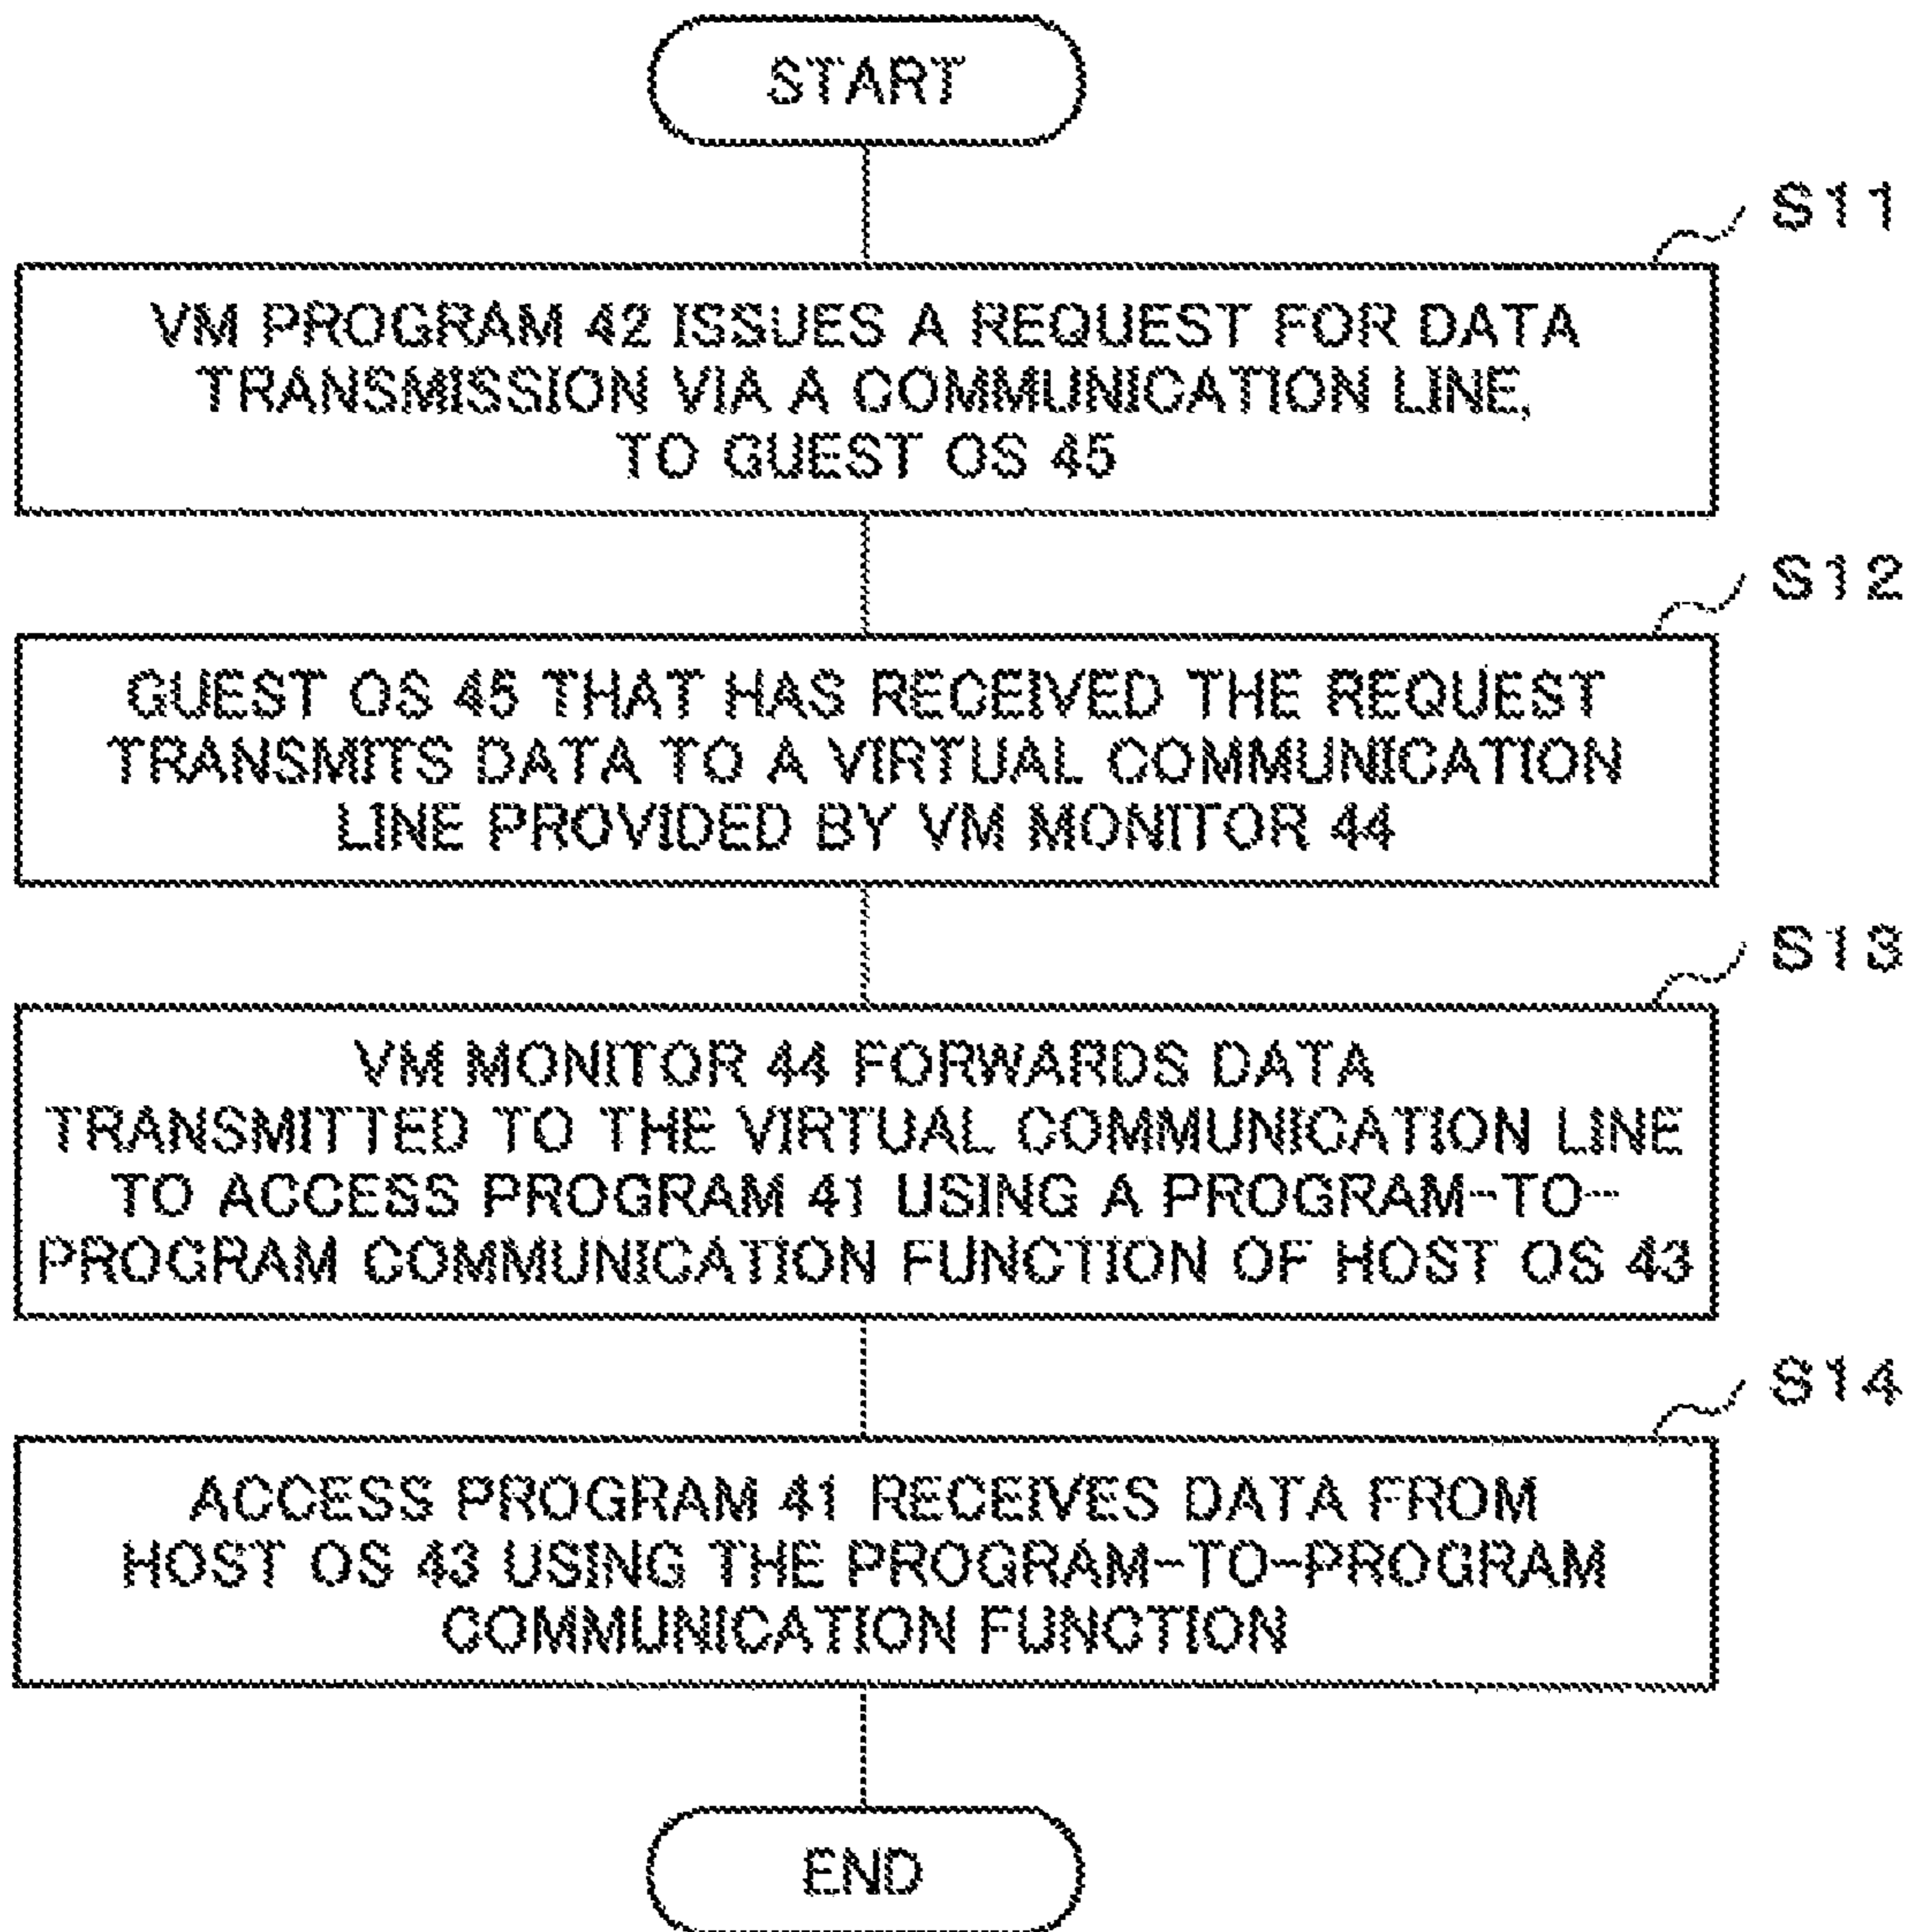 START
S11
VM PROGRAM 42 ISSUES A REQUEST FOR DATA
TRANSMISSION VIA A COMMUNICATION LINE,
TO GUEST OS 45
S12
GUEST OS 45 THAT HAS RECEIVED THE REQUEST
TRANSMITS DATA TO A VIRTUAL COMMUNICATION
LINE PROVIDED BY VM MONITOR 44
S13
VM MONITOR 44 FORWARDS DATA
TRANSMITTED TO THE VIRTUAL COMMUNICATION LINE
TO ACCESS PROGRAM 41 USING A PROGRAM-TO-
PROGRAM COMMUNICATION FUNCTION OF HOST OS 43
S14
ACCESS PROGRAM 41 RECEIVES DATA FROM
HOST OS 43 USING THE PROGRAM-TO-PROGRAM
COMMUNICATION FUNCTION
END